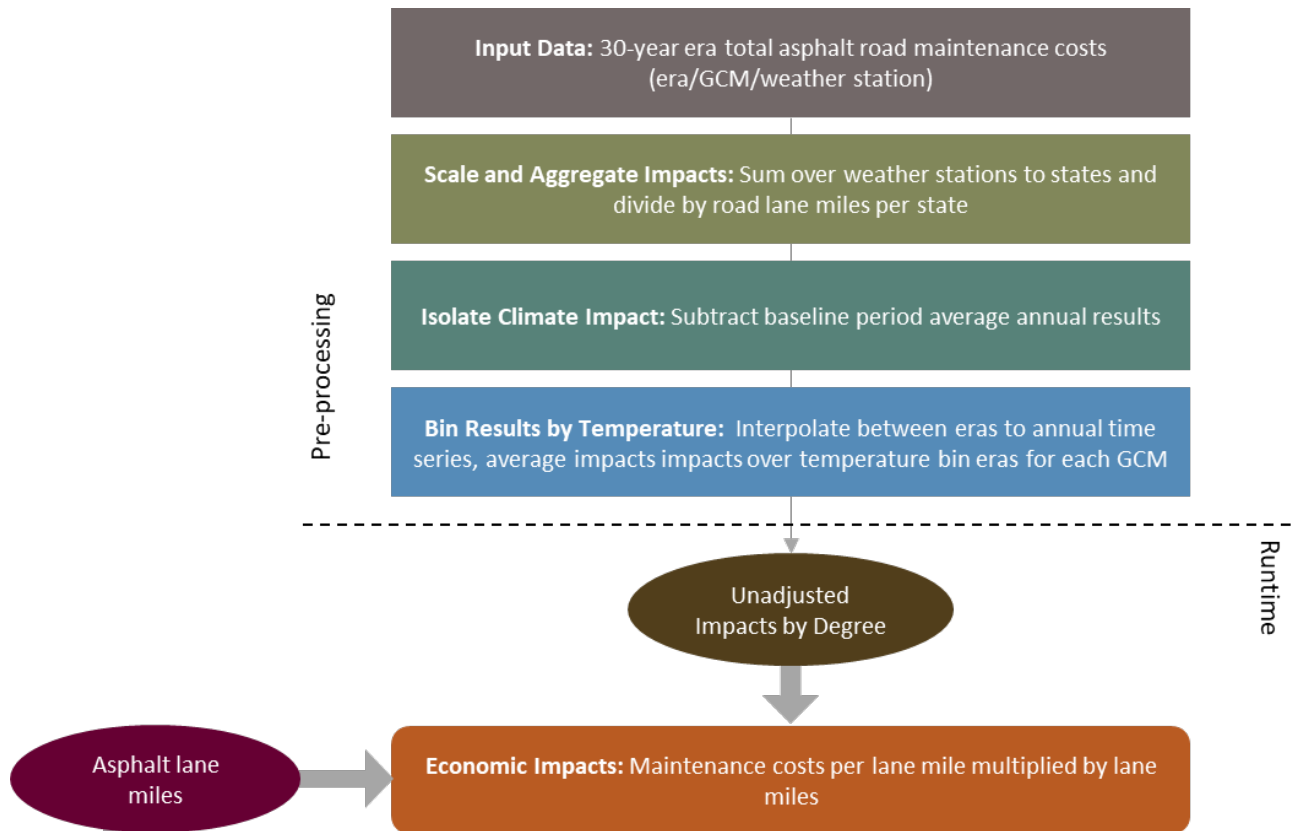 Input Data: 30-year era total asphalt road maintenance costs
(era/GCM/weather station)
Scale and Aggregate Impacts: Sum over weather stations to states and
divide by road lane miles per state
Isolate Climate Impact: Subtract baseline period average annual results
Pre-processing
Bin Results by Temperature: Interpolate between eras to annual time
series, average impacts impacts over temperature bin eras for each GCM
Runtime
Unadjusted
Impacts by Degree
Asphalt lane
miles
Economic Impacts: Maintenance costs per lane mile multiplied by lane
miles